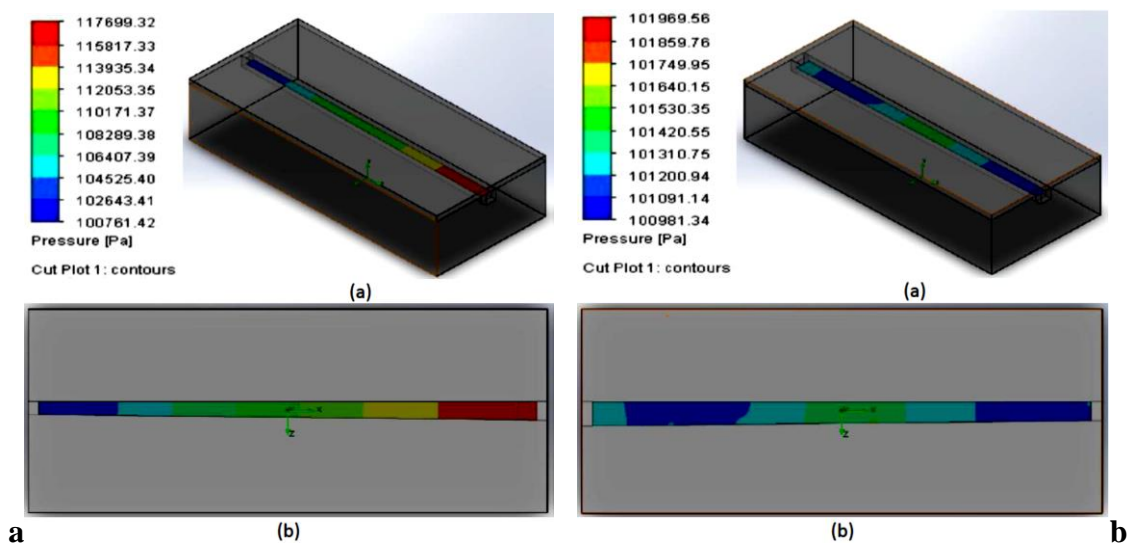 117699.32
115817.33
113935.34
112053.35
110171.37
108289.38
106407.39
104525.40
102643.41
100761.42
Pressure [Pa]
Cut Plot 1: contours
(a)
101969.56
101859.76
101749.95
101640.15
101530.35
101420.55
101310.75
101200.94
101091.14
100981.34
Pressure [Pa]
Cut Plot 1: contours
(a)
X
Z
(b)
a
X
Z
(b)
b